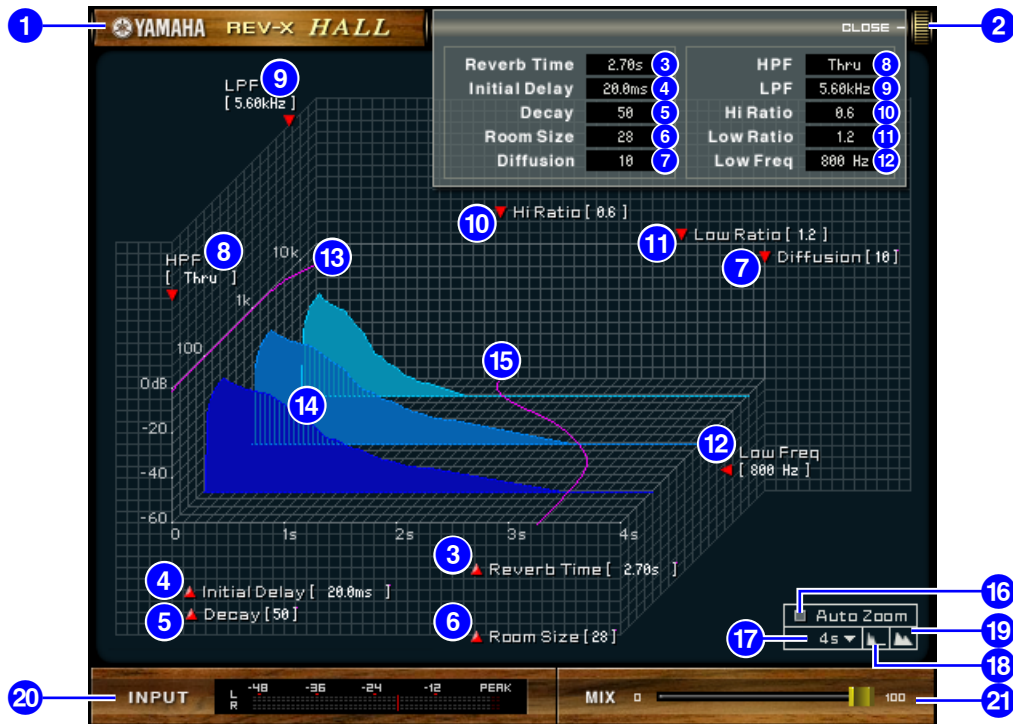 1 YAMAHA REV-X HALL CLOSE 2
Reverb Time 2.70s 3 HPF Thru 8
Initial Delay 20.0ms 4 LPF 5.60kHz 9
Decay 50 5 Hi Ratio 0.6 10
Room Size 28 6 Low Ratio 1.2 11
Diffusion 10 7 Low Freq 800 Hz 12
LPF 9
[ 5.60kHz ]
10 Hi Ratio [ 0.6 ]
11 Low Ratio [ 1.2 ]
7 Diffusion [ 10 ]
HPF 8
[ Thru ]
10k 13
1k
100
0dB
-20
-40
-60
14
15
12 Low Freq
[ 800 Hz ]
0 1s 2s 3s 4s
3 Reverb Time [ 2.70s ]
4 Initial Delay [ 20.0ms ]
5 Decay [ 50 ]
6 Room Size [ 28 ]
16 Auto Zoom
17 4s 18 19
20 INPUT L R -48 -36 -24 -12 PEAK
MIX 0 100 21